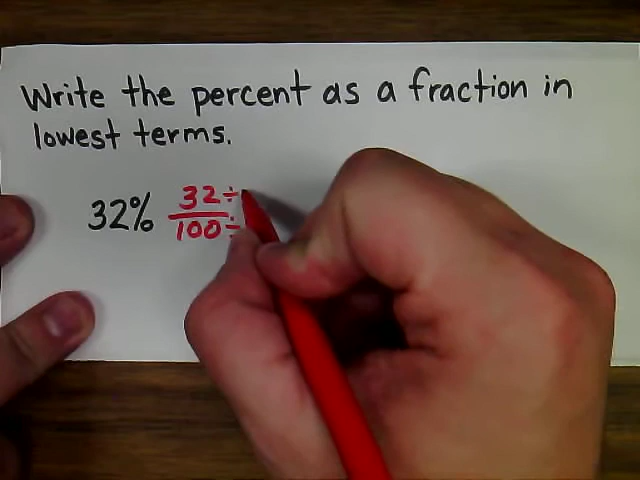 Write the percent as a fraction in
lowest terms.
32% 32 ÷
100 ÷